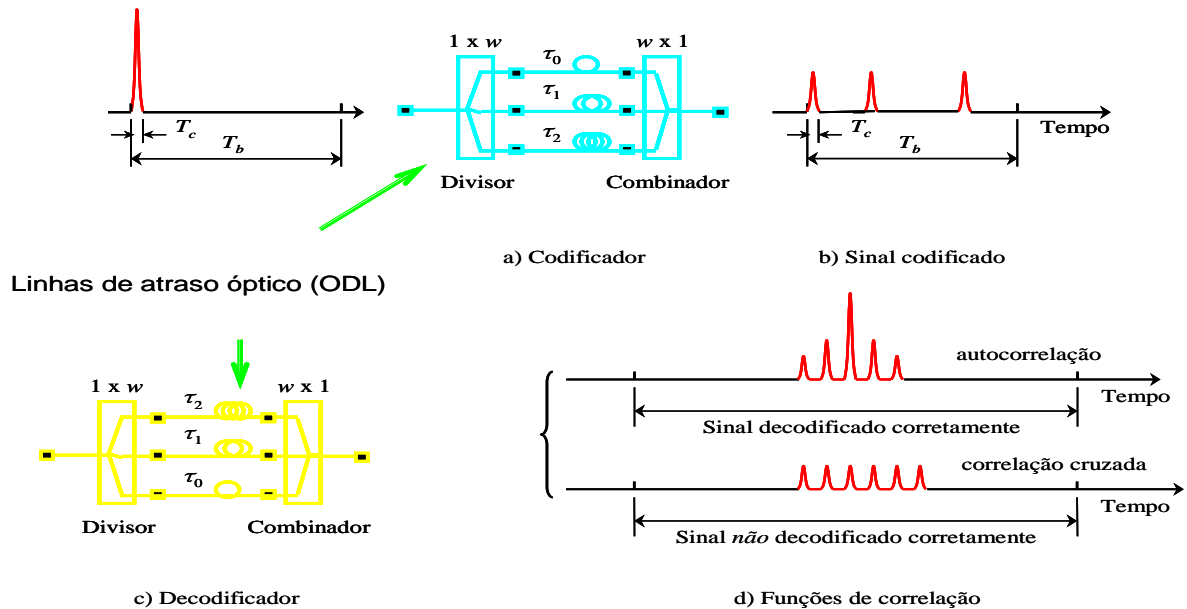 1 x w
w x 1
τ0
τ1
τ2
Tc
Tb
Divisor
Combinador
Tc
Tb
Tempo
a) Codificador
b) Sinal codificado
Linhas de atraso óptico (ODL)
1 x w
w x 1
τ2
τ1
τ0
Divisor
Combinador
c) Decodificador
autocorrelação
Tempo
Sinal decodificado corretamente
correlação cruzada
Tempo
Sinal não decodificado corretamente
d) Funções de correlação